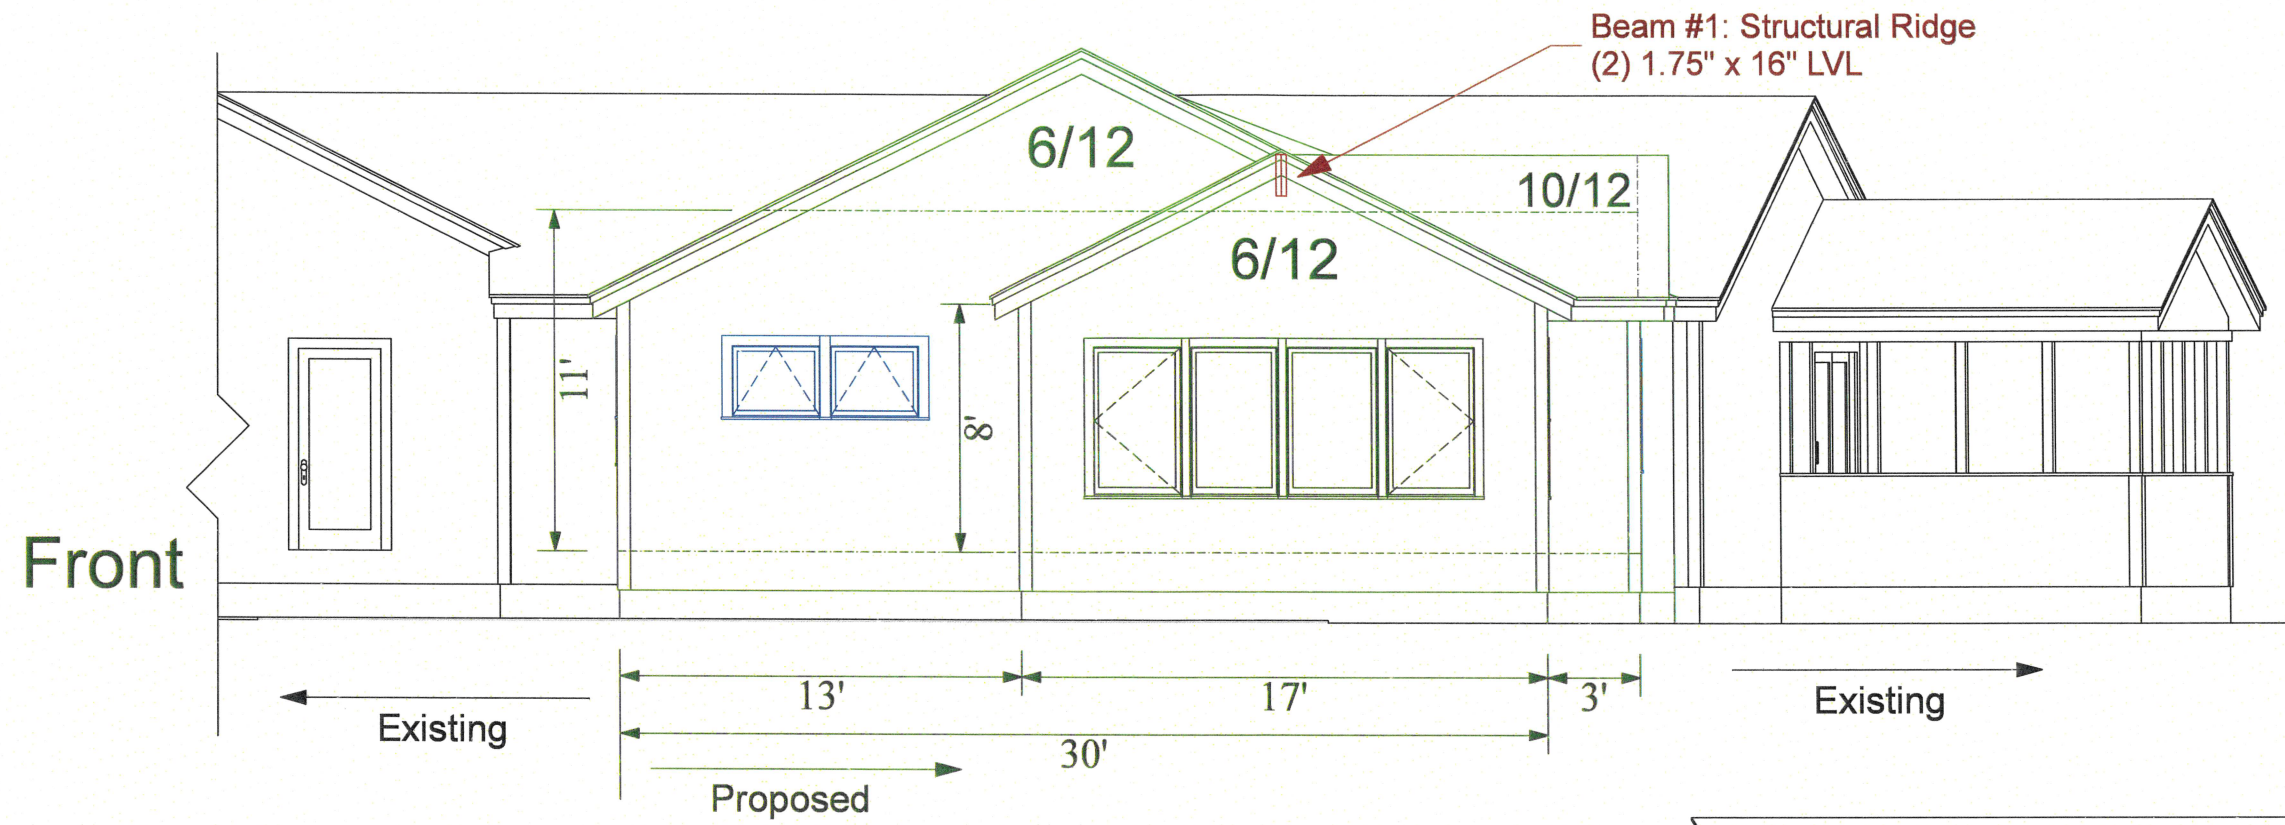 Beam #1: Structural Ridge
(2) 1.75" x 16" LVL
6/12
10/12
6/12
11'
8'
Front
13'
17'
3'
Existing
30'
Existing
Proposed